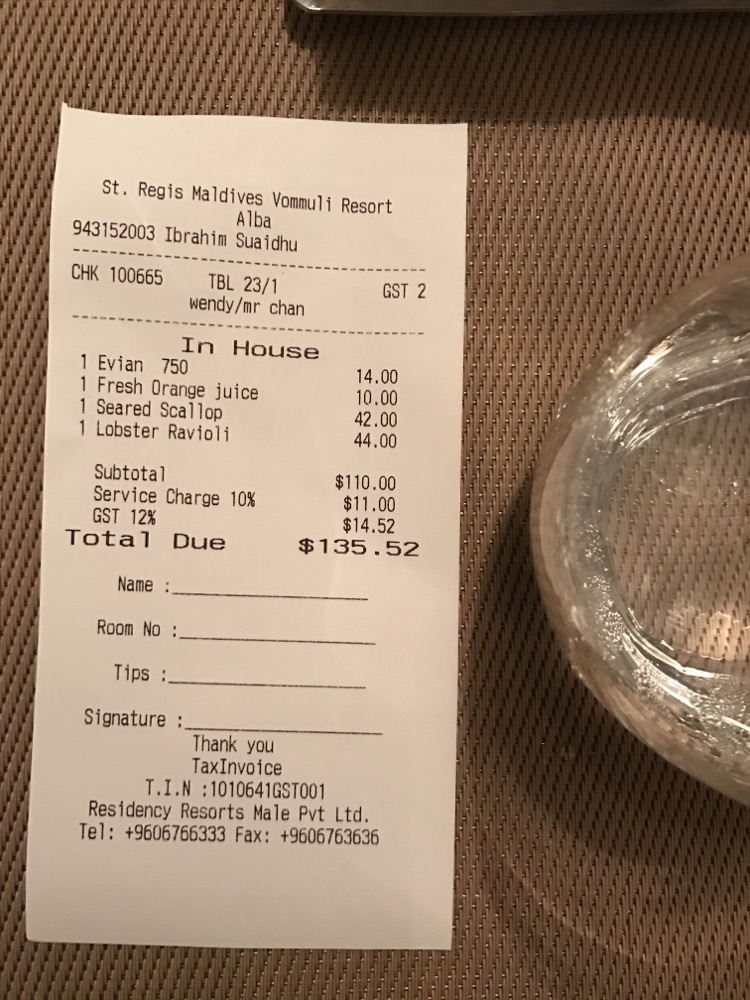 St. Regis Maldives Vommuli Resort
Alba
943152003 Ibrahim Suaidhu
CHK 100665 TBL 23/1 GST 2
wendy/mr chan
In House
1 Evian 750 14.00
1 Fresh Orange juice 10.00
1 Seared Scallop 42.00
1 Lobster Ravioli 44.00
Subtotal $110.00
Service Charge 10% $11.00
GST 12% $14.52
Total Due $135.52
Name :
Room No :
Tips :
Signature :
Thank you
TaxInvoice
T.I.N :1010641GST001
Residency Resorts Male Pvt Ltd.
Tel: +9606766333 Fax: +9606763636